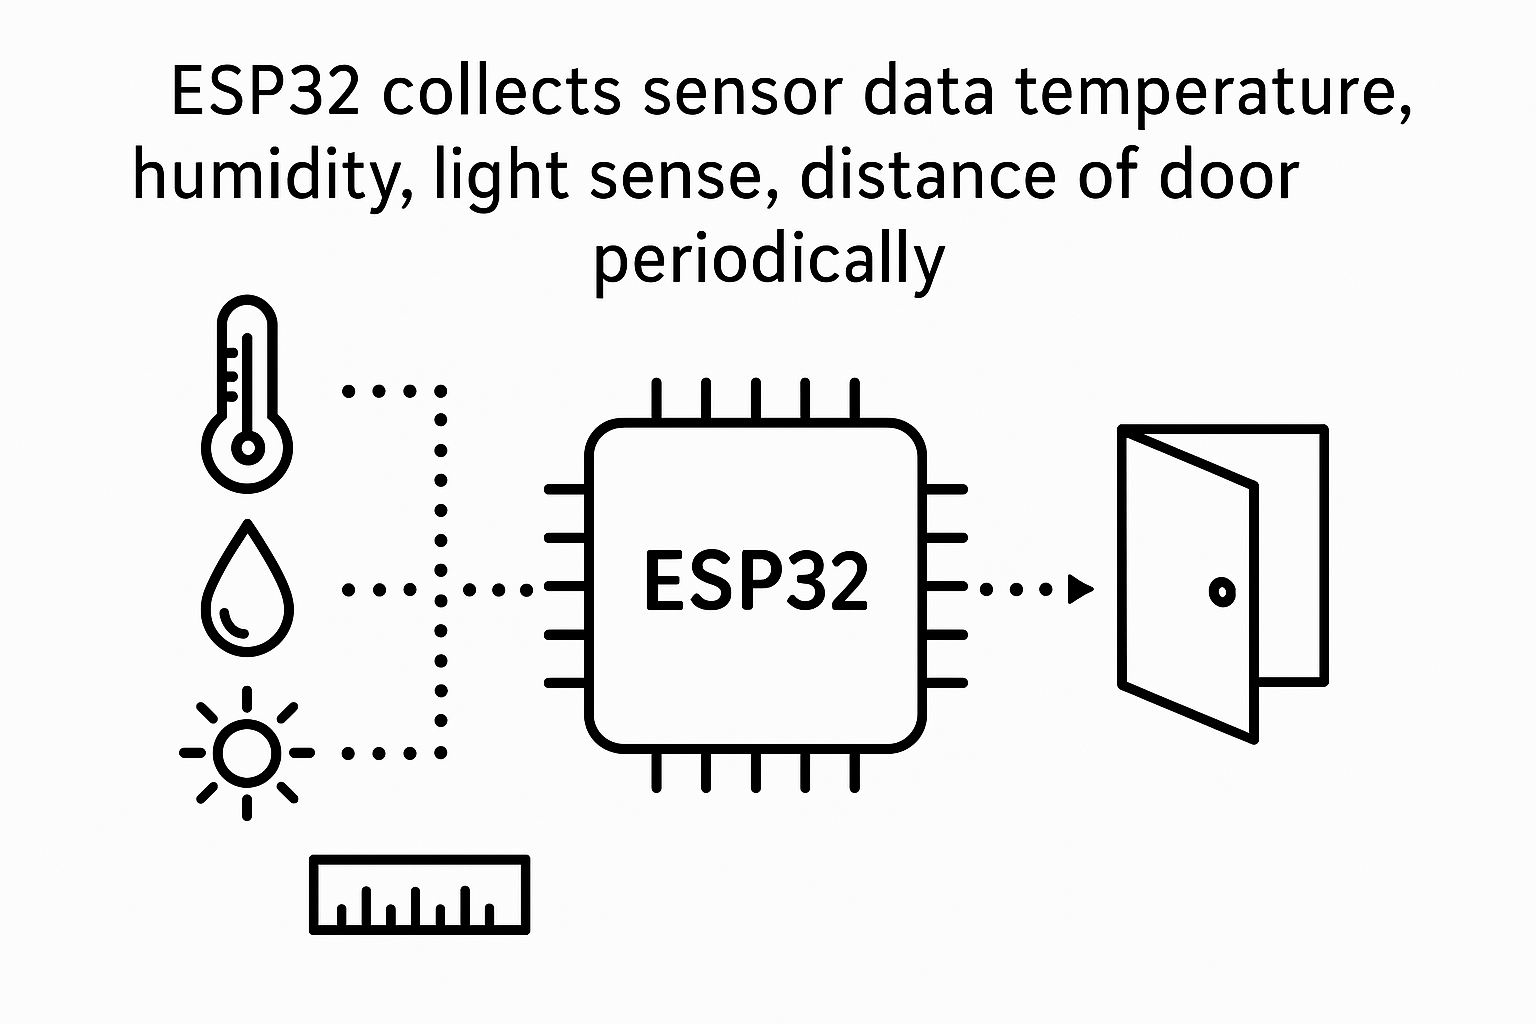 ESP32 collects sensor data temperature,
humidity, light sense, distance of door
periodically
ESP32